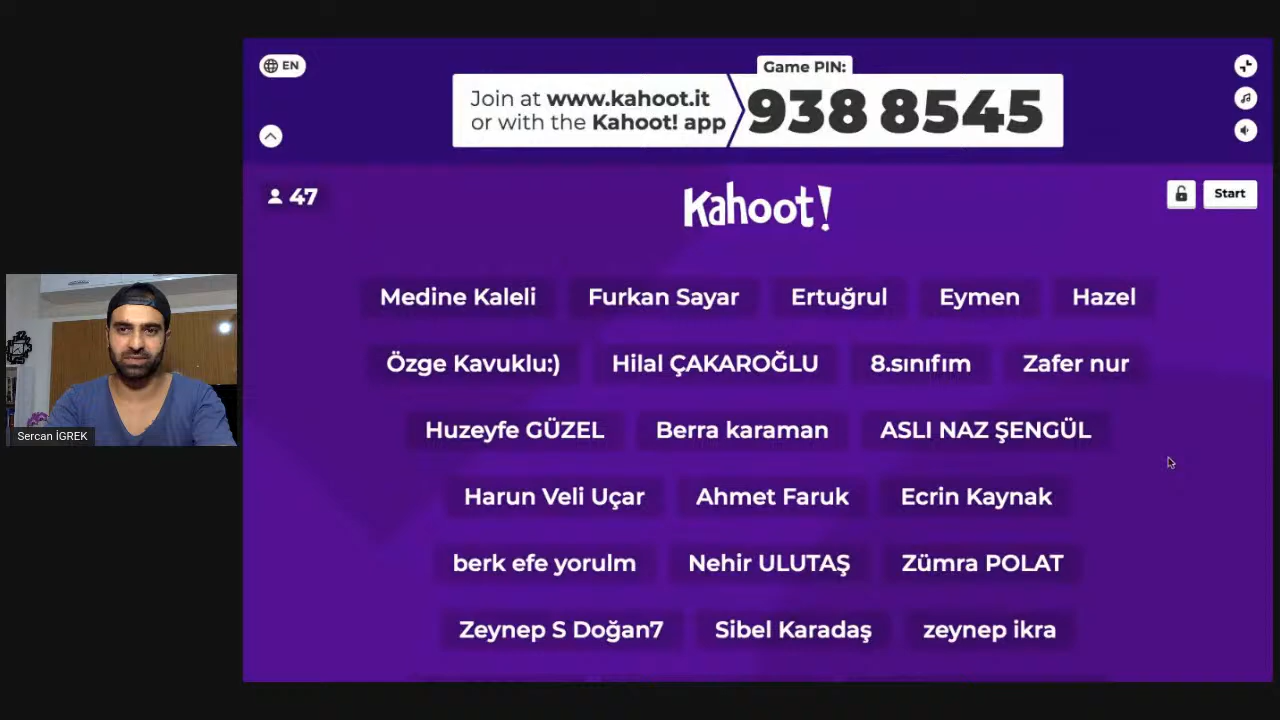 EN
Game PIN:
Join at www.kahoot.it
or with the Kahoot! app
938 8545
47
Kahoot!
Start
Medine Kaleli Furkan Sayar Ertuğrul Eymen Hazel
Özge Kavuklu:) Hilal ÇAKAROĞLU 8.sınıfım Zafer nur
Huzeyfe GÜZEL Berra karaman ASLI NAZ ŞENGÜL
Harun Veli Uçar Ahmet Faruk Ecrin Kaynak
berk efe yorulm Nehir ULUTAŞ Zümra POLAT
Zeynep S Doğan7 Sibel Karadaş zeynep ikra
Sercan İGREK